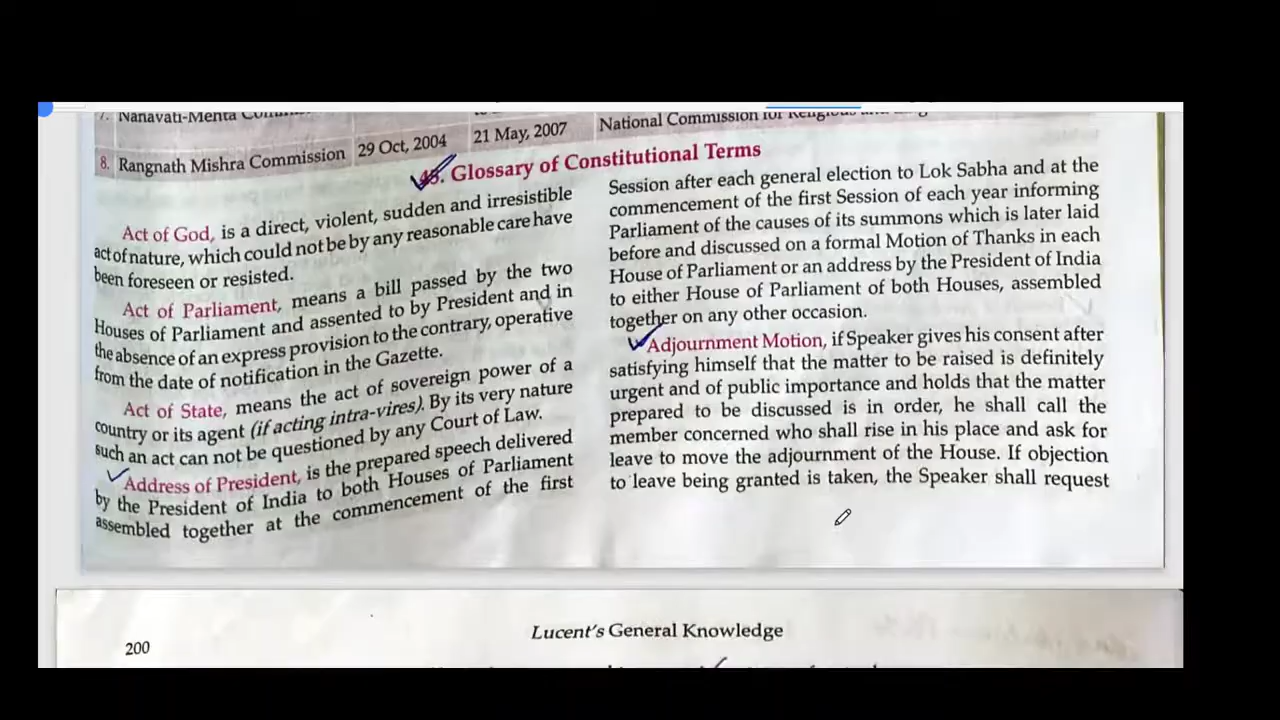 7. Nanavati-Mehta
National Commission for Religious and
8. Rangnath Mishra Commission 29 Oct, 2004 21 May, 2007
45. Glossary of Constitutional Terms
Act of God, is a direct, violent, sudden and irresistible
act of nature, which could not be by any reasonable care have
been foreseen or resisted.
Act of Parliament, means a bill passed by the two
Houses of Parliament and assented to by President and in
the absence of an express provision to the contrary, operative
from the date of notification in the Gazette.
Act of State, means the act of sovereign power of a
country or its agent (if acting intra-vires). By its very nature
such an act can not be questioned by any Court of Law.
Address of President, is the prepared speech delivered
by the President of India to both Houses of Parliament
assembled together at the commencement of the first
Session after each general election to Lok Sabha and at the
commencement of the first Session of each year informing
Parliament of the causes of its summons which is later laid
before and discussed on a formal Motion of Thanks in each
House of Parliament or an address by the President of India
to either House of Parliament of both Houses, assembled
together on any other occasion.
Adjournment Motion, if Speaker gives his consent after
satisfying himself that the matter to be raised is definitely
urgent and of public importance and holds that the matter
prepared to be discussed is in order, he shall call the
member concerned who shall rise in his place and ask for
leave to move the adjournment of the House. If objection
to leave being granted is taken, the Speaker shall request
200
Lucent's General Knowledge